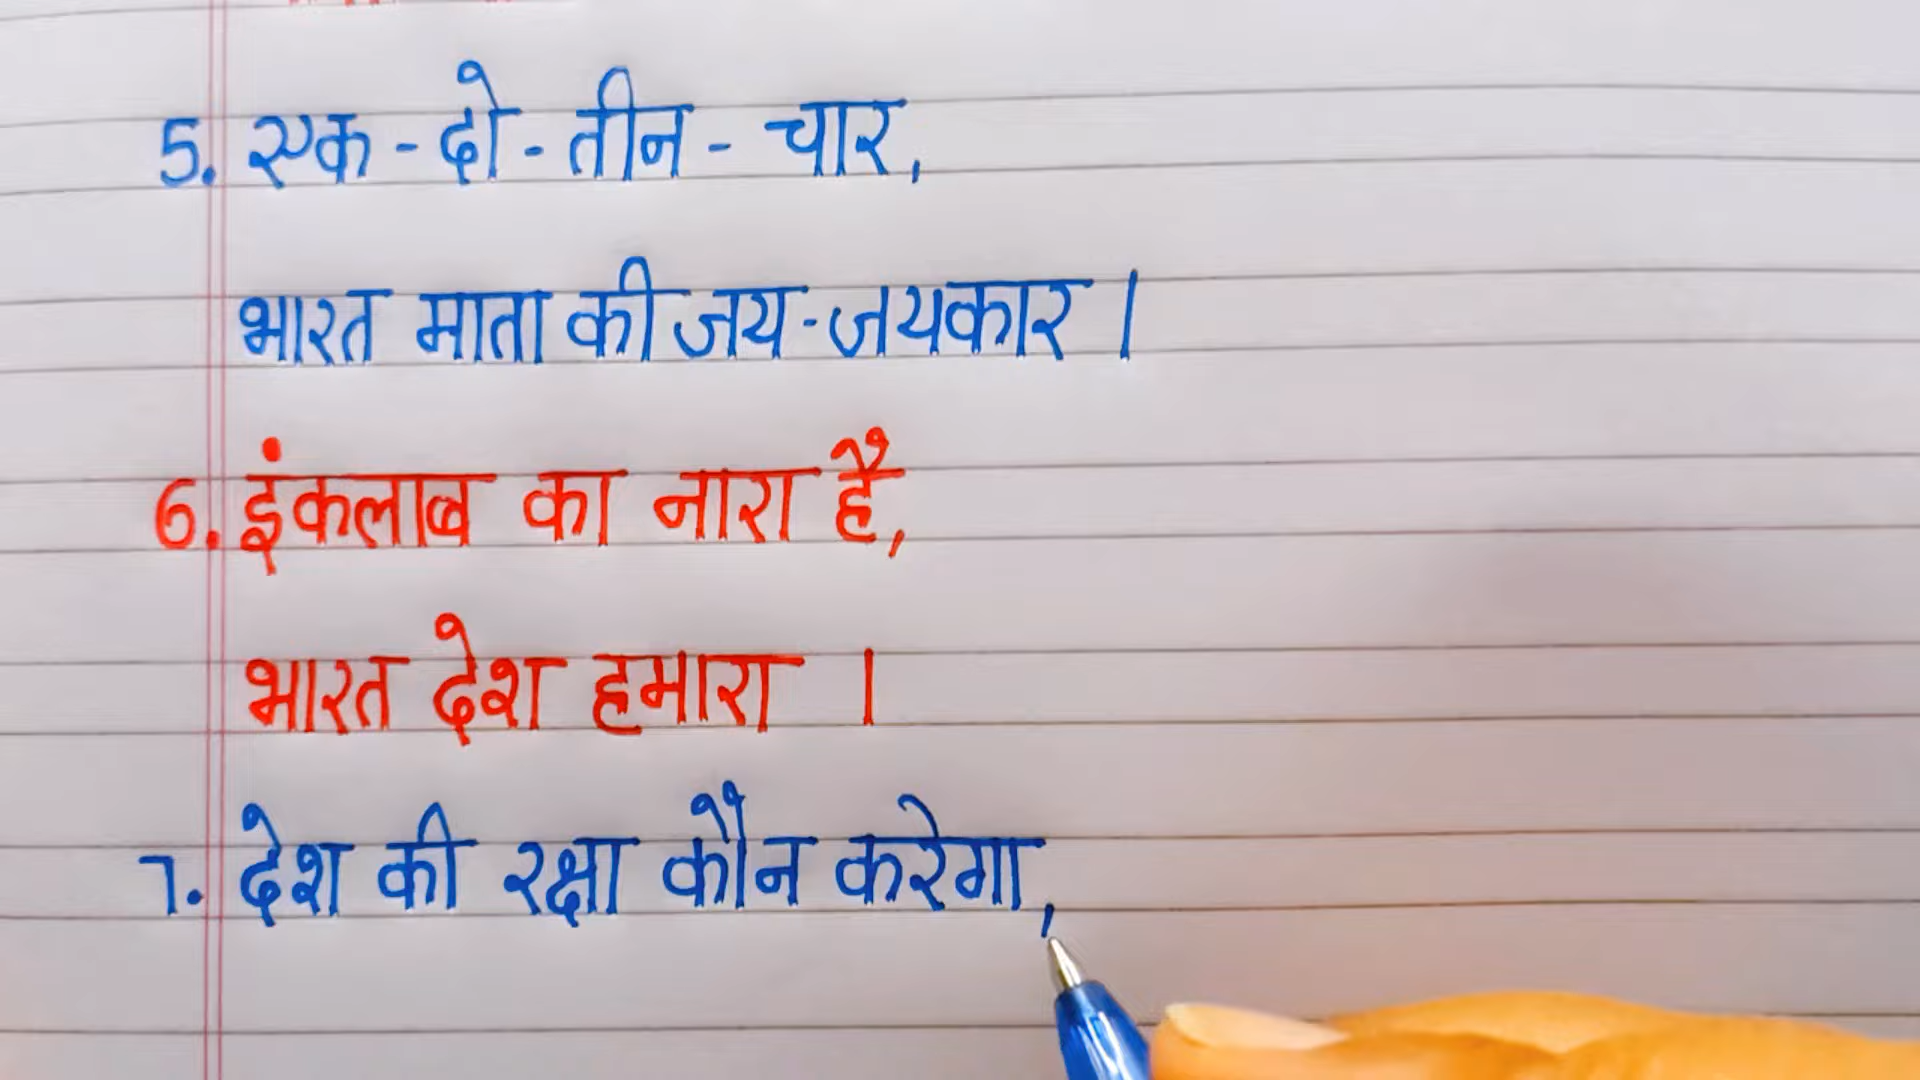 5. एक - दो - तीन - चार,
भारत माता की जय - जयकार ।
6. इंकलाब का नारा है,
भारत देश हमारा ।
7. देश की रक्षा कौन करेगा,